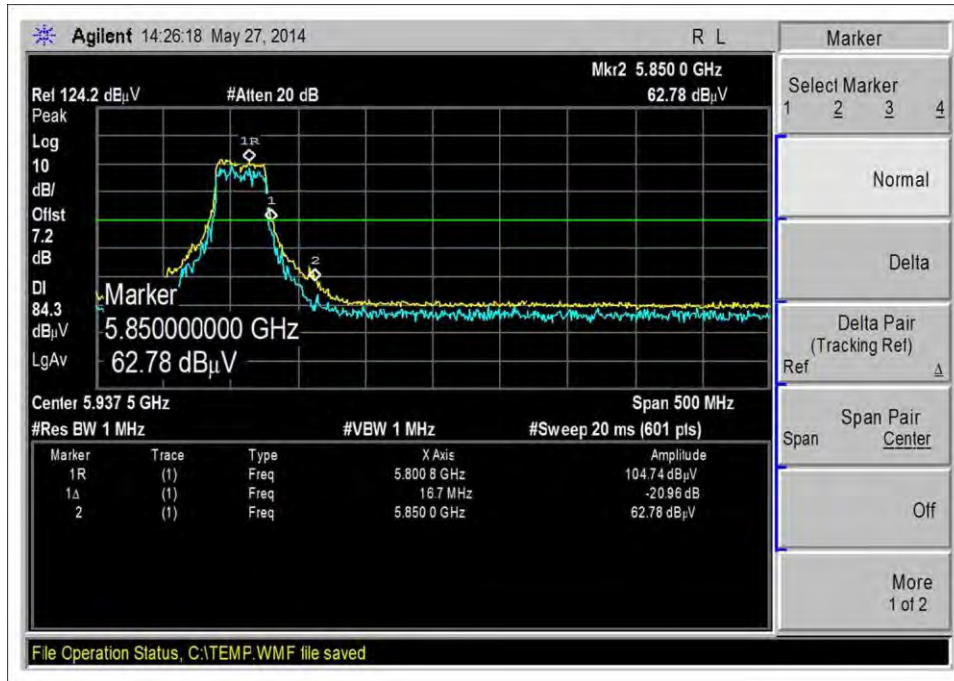 Agilent 14:26:18 May 27, 2014 R L
Mkr2 5.850 0 GHz
Ref 124.2 dBµV #Atten 20 dB 62.78 dBµV
Peak
Log
10
dB/
Offst
7.2
dB
DI
84.3
dBµV
LgAv
1R
1
2
Marker
5.850000000 GHz
62.78 dBµV
Center 5.937 5 GHz Span 500 MHz
#Res BW 1 MHz #VBW 1 MHz #Sweep 20 ms (601 pts)
Marker Trace Type X Axis Amplitude
1R (1) Freq 5.800 8 GHz 104.74 dBµV
1Δ (1) Freq 16.7 MHz -20.96 dB
2 (1) Freq 5.850 0 GHz 62.78 dBµV
File Operation Status, C:\TEMP.WMF file saved
Marker
Select Marker
1 2 3 4
Normal
Delta
Delta Pair
(Tracking Ref)
Ref Δ
Span Pair
Span Center
Off
More
1 of 2